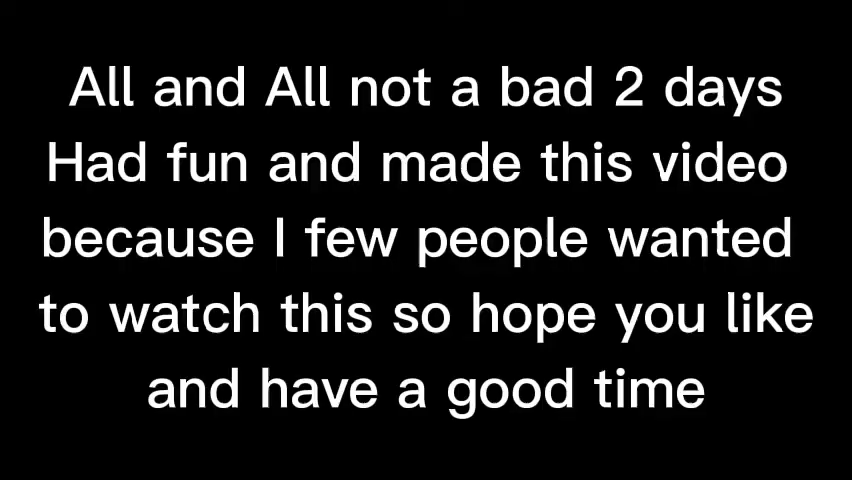 All and All not a bad 2 days
Had fun and made this video
because I few people wanted
to watch this so hope you like
and have a good time